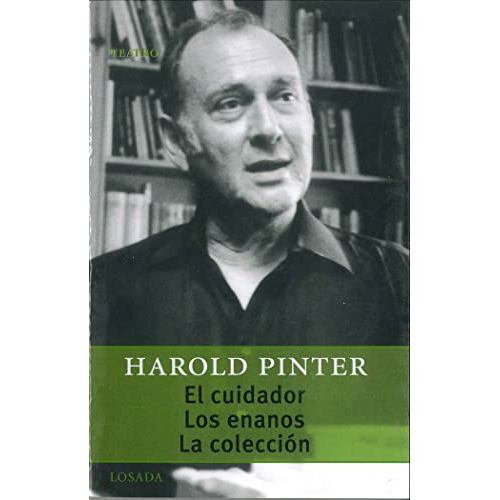 TEATRO
HAROLD PINTER
El cuidador
Los enanos
La colección
LOSADA